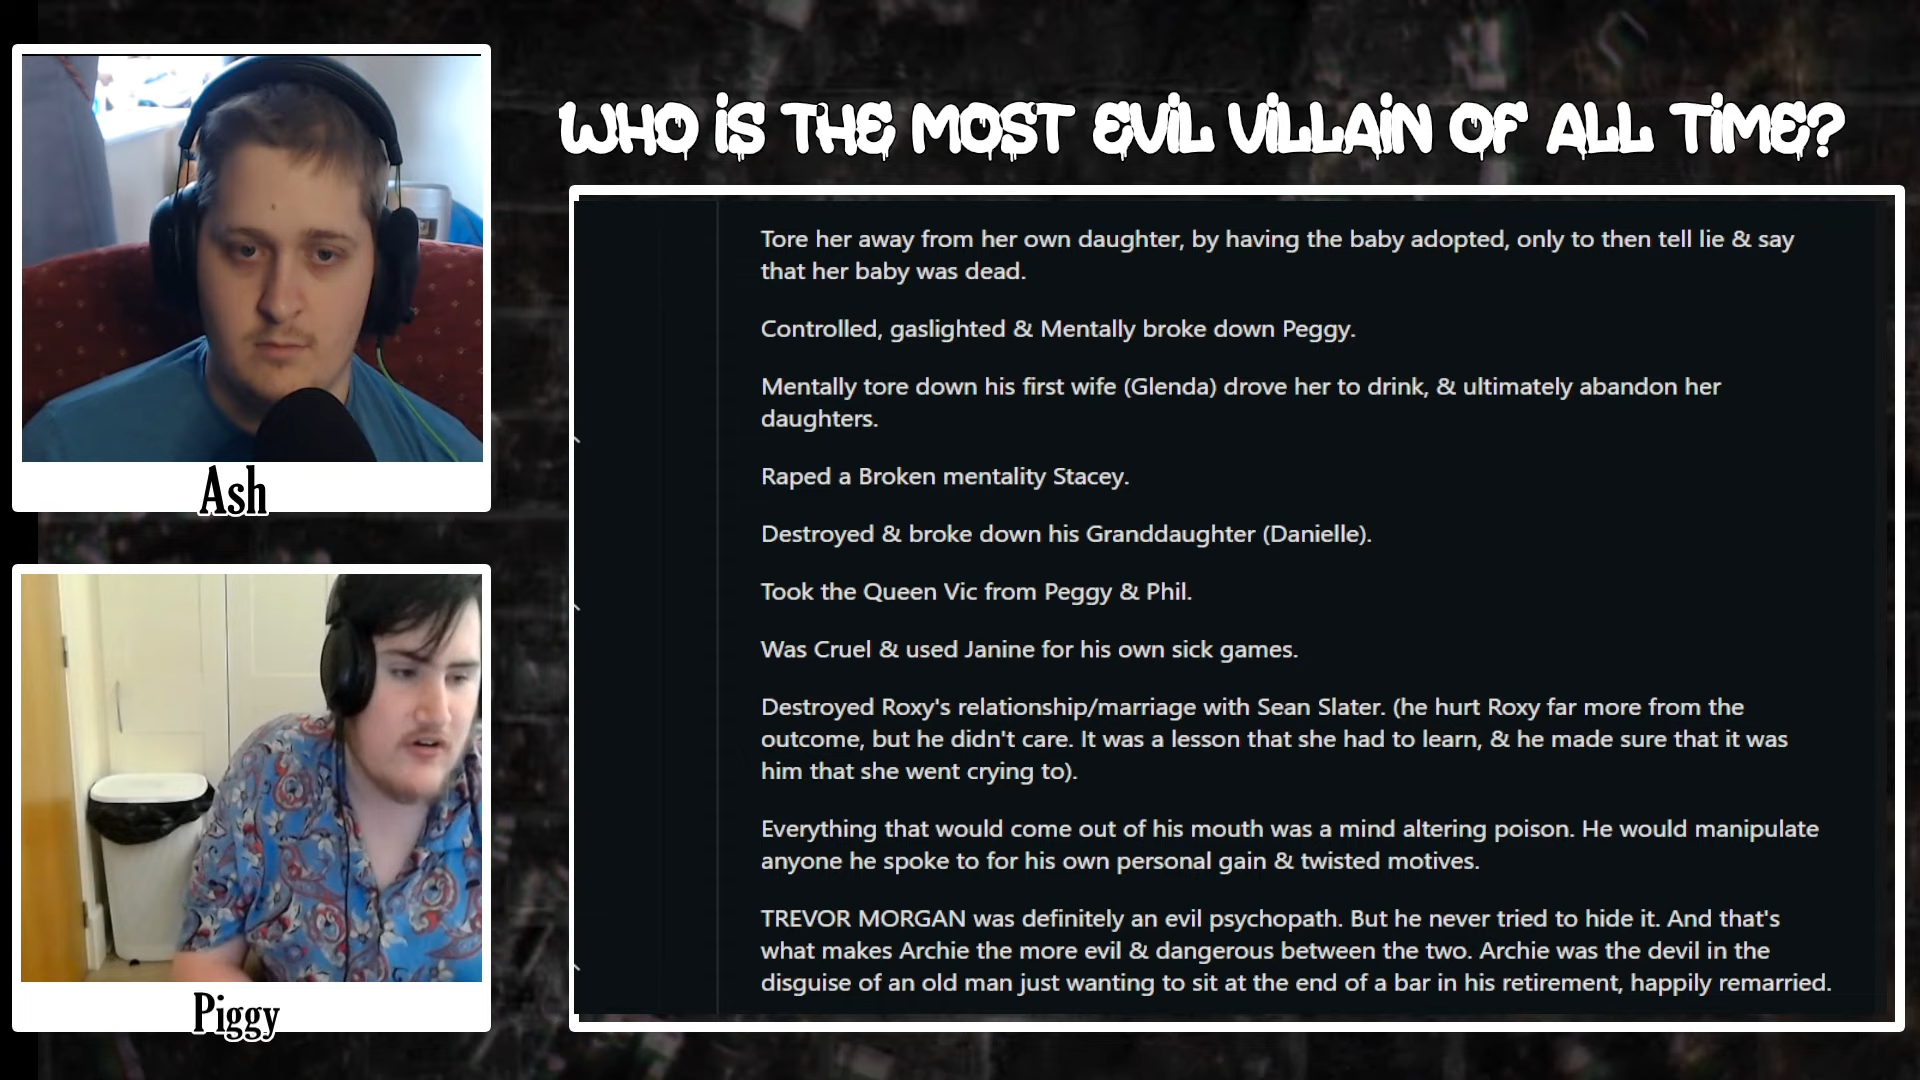 WHO iS THE MOST EViL ViLLAiN OF ALL TiME?
Ash
Piggy
Tore her away from her own daughter, by having the baby adopted, only to then tell lie & say
that her baby was dead.
Controlled, gaslighted & Mentally broke down Peggy.
Mentally tore down his first wife (Glenda) drove her to drink, & ultimately abandon her
daughters.
Raped a Broken mentality Stacey.
Destroyed & broke down his Granddaughter (Danielle).
Took the Queen Vic from Peggy & Phil.
Was Cruel & used Janine for his own sick games.
Destroyed Roxy's relationship/marriage with Sean Slater. (he hurt Roxy far more from the
outcome, but he didn't care. It was a lesson that she had to learn, & he made sure that it was
him that she went crying to).
Everything that would come out of his mouth was a mind altering poison. He would manipulate
anyone he spoke to for his own personal gain & twisted motives.
TREVOR MORGAN was definitely an evil psychopath. But he never tried to hide it. And that's
what makes Archie the more evil & dangerous between the two. Archie was the devil in the
disguise of an old man just wanting to sit at the end of a bar in his retirement, happily remarried.